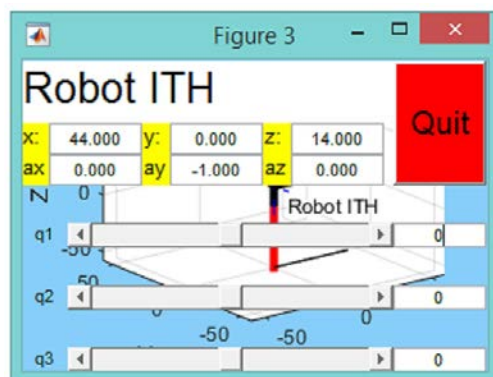 Figure 3
Robot ITH
Quit
x: 44.000 y: 0.000 z: 14.000
ax 0.000 ay -1.000 az 0.000
Z 0
Robot ITH
q1 0
-50
50 0
q2 0
0
-50 -50
q3 0